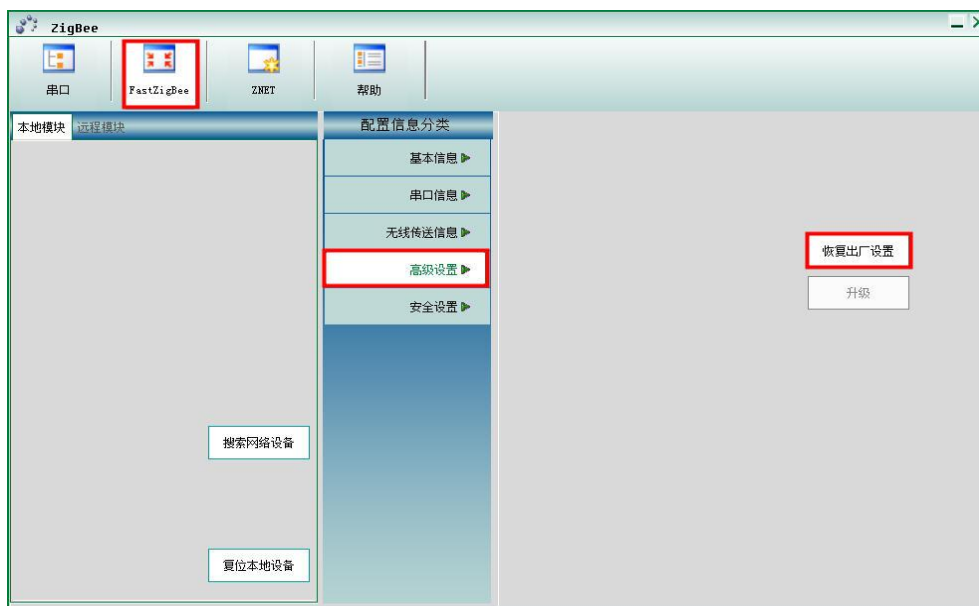 ZigBee
串口
FastZigBee
ZNET
帮助
本地模块
远程模块
配置信息分类
基本信息
串口信息
无线传送信息
高级设置
安全设置
恢复出厂设置
升级
搜索网络设备
复位本地设备